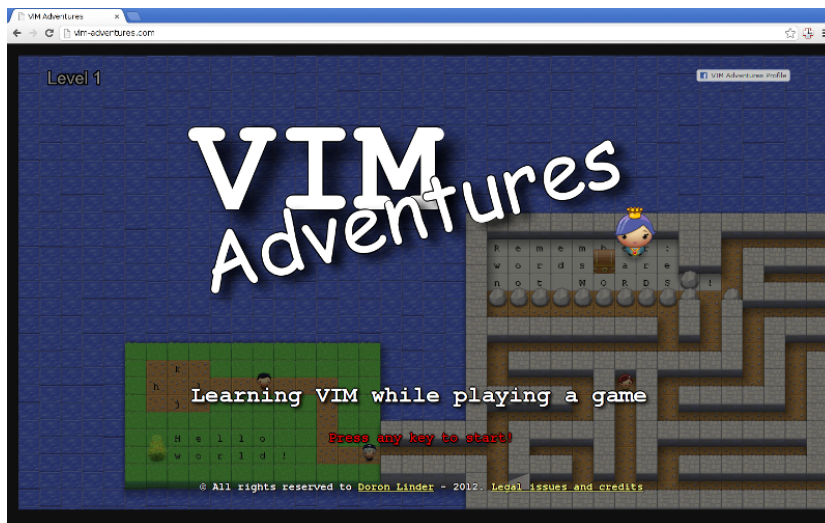 VIM Adventures
vim-adventures.com
Level 1
VIM Adventures Profile
VIM
Adventures
R e m e m b r :
w o r d s a r e
n o t W O R D S !
k
h
j
Learning VIM while playing a game
H e l l o
Press any key to start!
w o r l d !
© All rights reserved to Doron Linder - 2012. Legal issues and credits